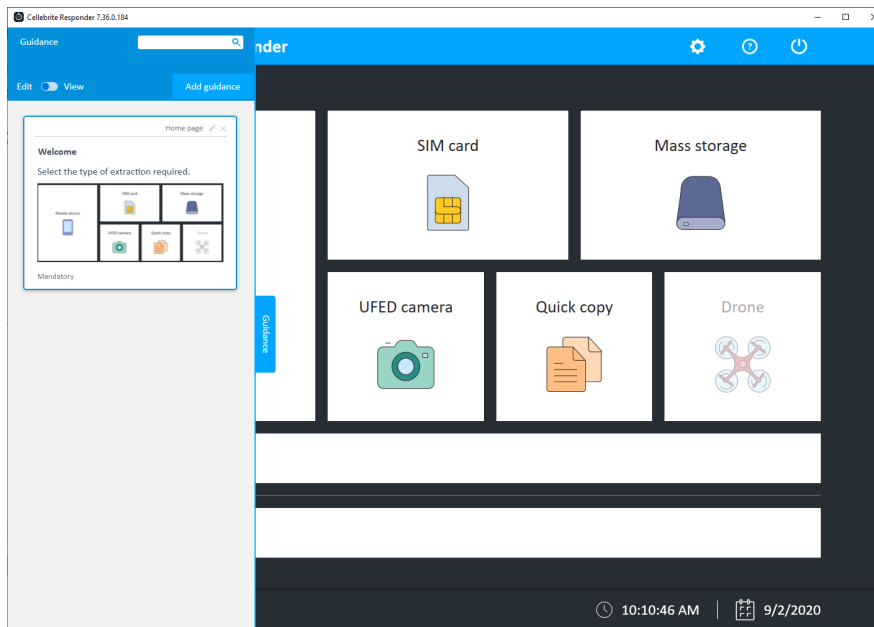 Cellebrite Responder 7.36.0.184
Guidance
nder
Edit View Add guidance
Home page
Welcome
Select the type of extraction required.
Mobile device
SIM card
Mass storage
UFED camera
Quick copy
Drone
Mandatory
Guidance
SIM card
Mass storage
UFED camera
Quick copy
Drone
10:10:46 AM
9/2/2020